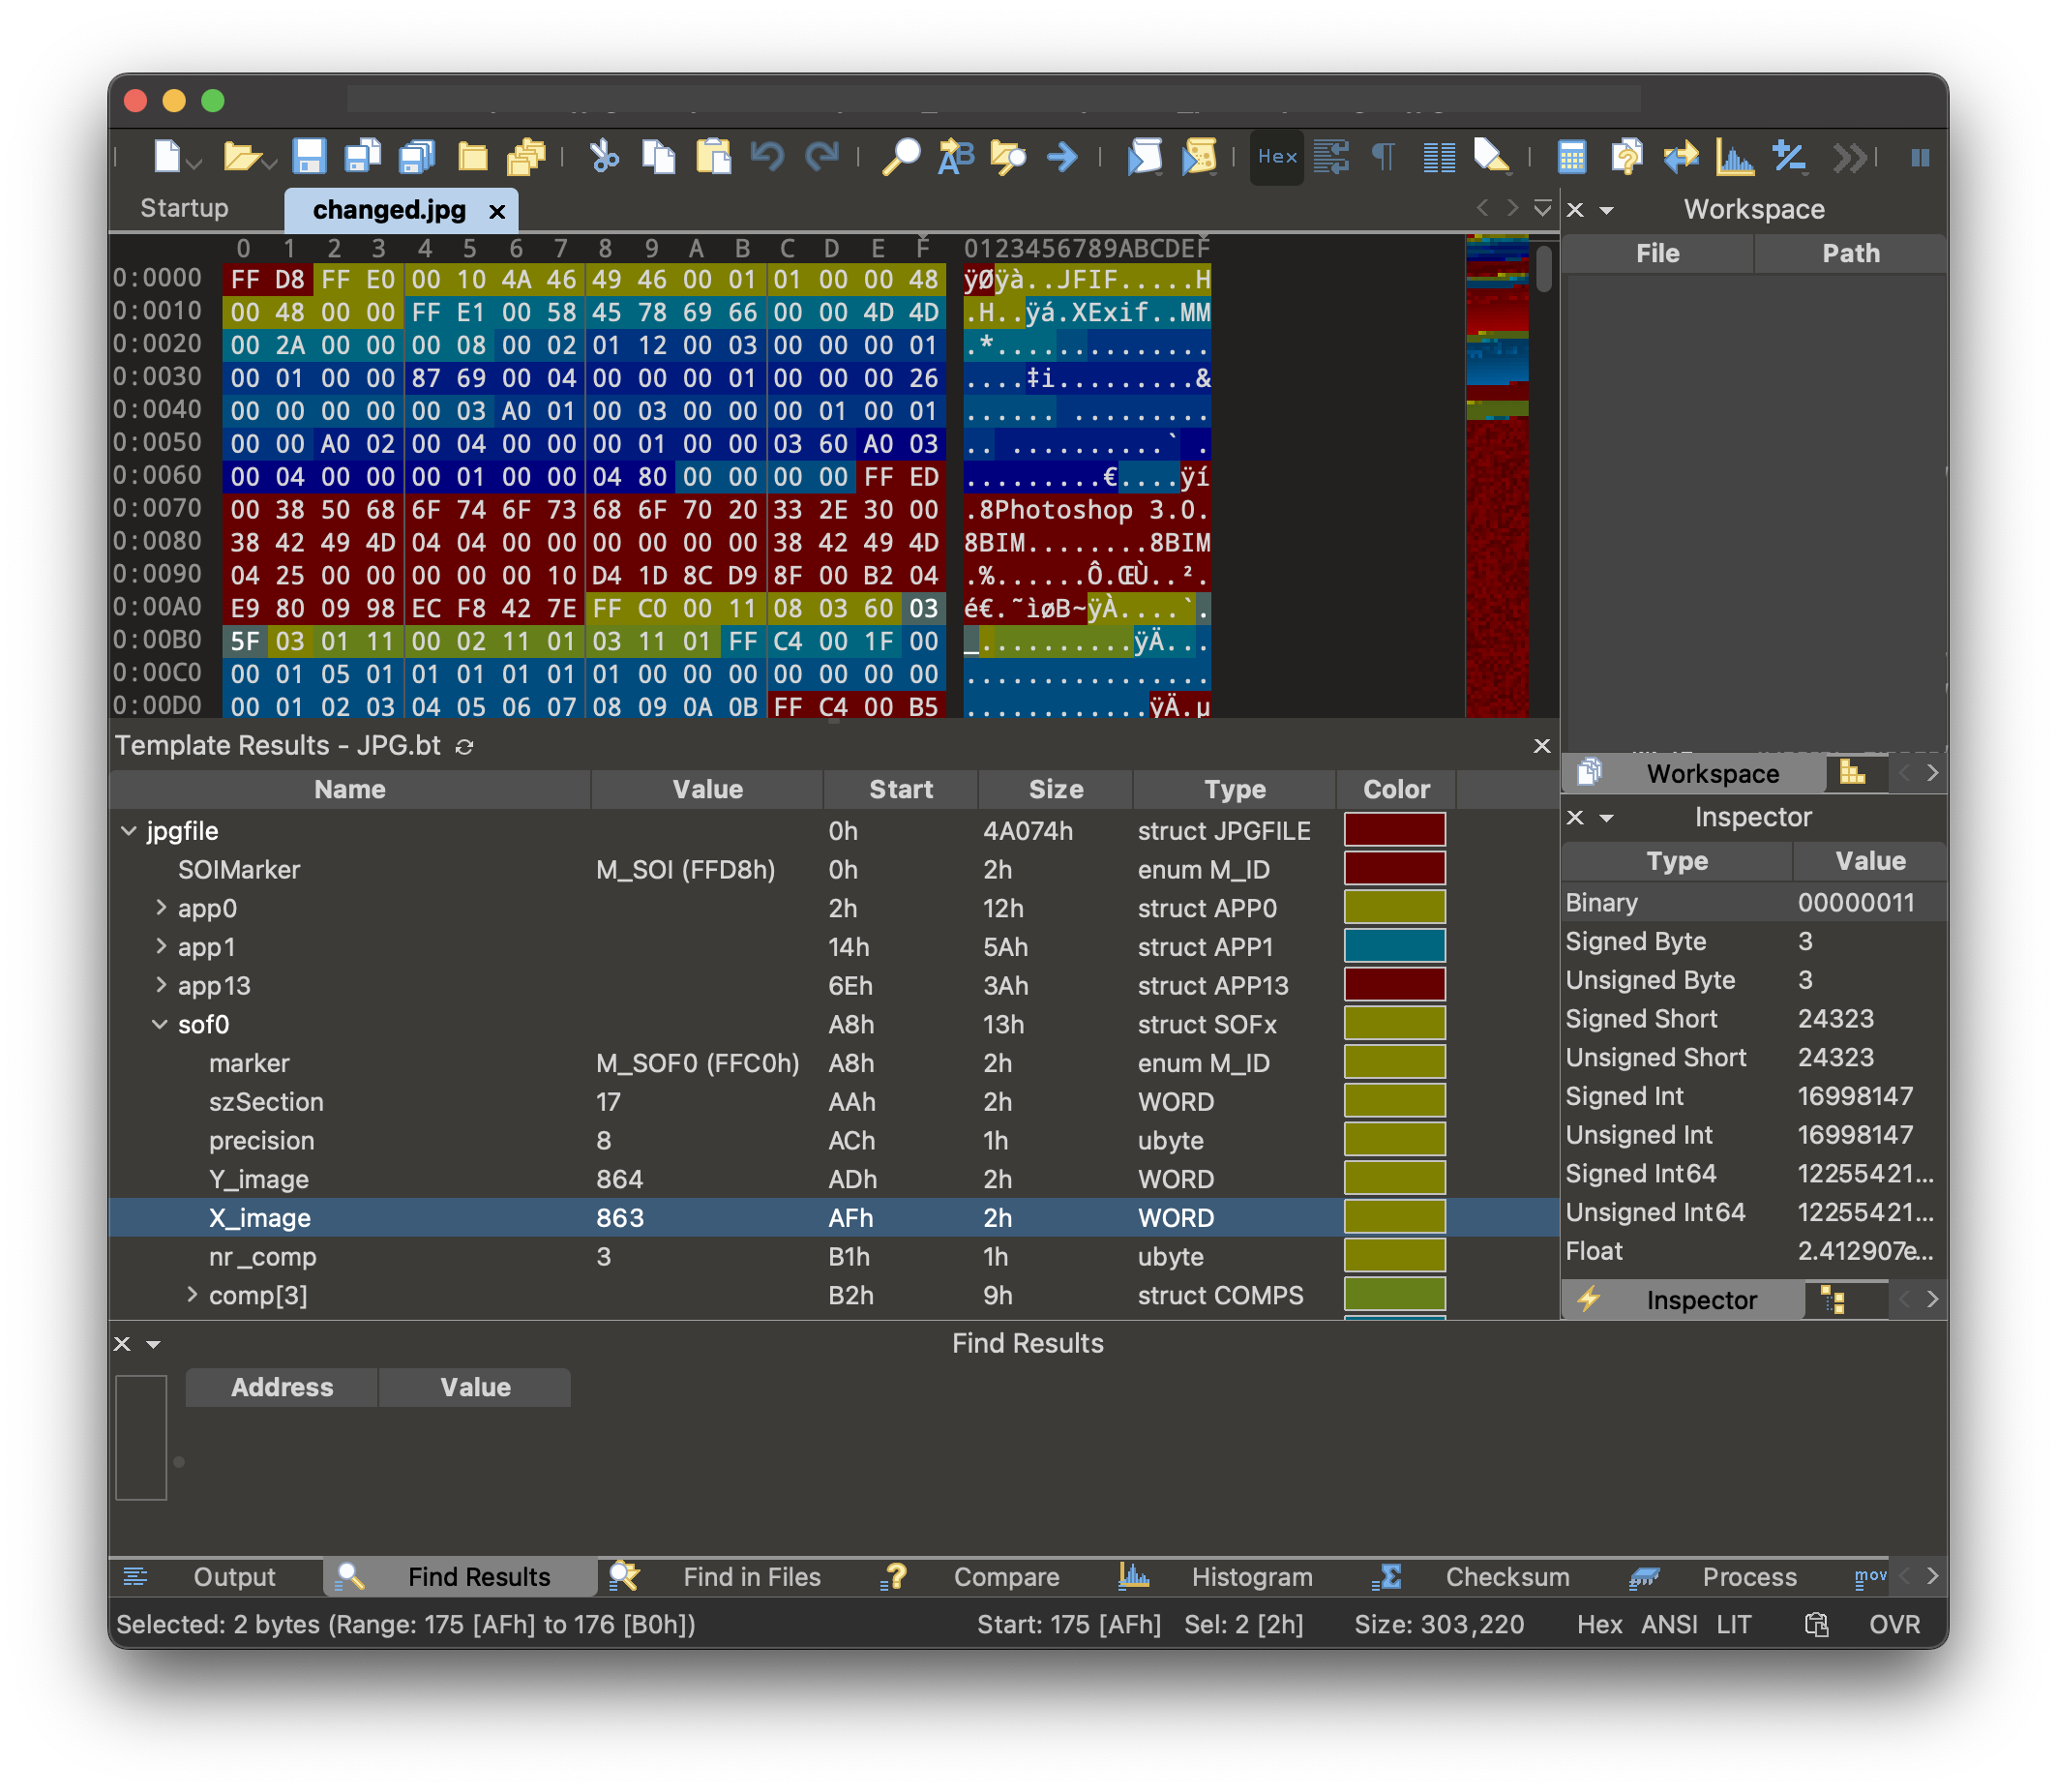 Hex
Startup
changed.jpg
Workspace
File Path
0 1 2 3 4 5 6 7 8 9 A B C D E F 0123456789ABCDEF
0:0000 FF D8 FF E0 00 10 4A 46 49 46 00 01 01 00 00 48 ÿØÿà..JFIF.....H
0:0010 00 48 00 00 FF E1 00 58 45 78 69 66 00 00 4D 4D .H..ÿá.XExif..MM
0:0020 00 2A 00 00 00 08 00 02 01 12 00 03 00 00 00 01 .*..............
0:0030 00 01 00 00 87 69 00 04 00 00 00 01 00 00 00 26 ....‡i.........&
0:0040 00 00 00 00 00 03 A0 01 00 03 00 00 00 01 00 01 ...... .........
0:0050 00 00 A0 02 00 04 00 00 00 01 00 00 03 60 A0 03 .. ..........` .
0:0060 00 04 00 00 00 01 00 00 04 80 00 00 00 00 FF ED .........€....ÿí
0:0070 00 38 50 68 6F 74 6F 73 68 6F 70 20 33 2E 30 00 .8Photoshop 3.0.
0:0080 38 42 49 4D 04 04 00 00 00 00 00 00 38 42 49 4D 8BIM........8BIM
0:0090 04 25 00 00 00 00 00 10 D4 1D 8C D9 8F 00 B2 04 .%......Ô.ŒÙ..².
0:00A0 E9 80 09 98 EC F8 42 7E FF C0 00 11 08 03 60 03 é€.˜ìøB~ÿÀ....`.
0:00B0 5F 03 01 11 00 02 11 01 03 11 01 FF C4 00 1F 00 _..........ÿÄ...
0:00C0 00 01 05 01 01 01 01 01 01 00 00 00 00 00 00 00 ................
0:00D0 00 01 02 03 04 05 06 07 08 09 0A 0B FF C4 00 B5 ............ÿÄ.µ
Template Results - JPG.bt
Name Value Start Size Type Color
jpgfile 0h 4A074h struct JPGFILE
SOIMarker M_SOI (FFD8h) 0h 2h enum M_ID
app0 2h 12h struct APP0
app1 14h 5Ah struct APP1
app13 6Eh 3Ah struct APP13
sof0 A8h 13h struct SOFx
marker M_SOF0 (FFC0h) A8h 2h enum M_ID
szSection 17 AAh 2h WORD
precision 8 ACh 1h ubyte
Y_image 864 ADh 2h WORD
X_image 863 AFh 2h WORD
nr_comp 3 B1h 1h ubyte
comp[3] B2h 9h struct COMPS
Workspace
Inspector
Type Value
Binary 00000011
Signed Byte 3
Unsigned Byte 3
Signed Short 24323
Unsigned Short 24323
Signed Int 16998147
Unsigned Int 16998147
Signed Int64 12255421...
Unsigned Int64 12255421...
Float 2.412907e...
Inspector
Find Results
Address Value
Output Find Results Find in Files Compare Histogram Checksum Process mov
Selected: 2 bytes (Range: 175 [AFh] to 176 [B0h]) Start: 175 [AFh] Sel: 2 [2h] Size: 303,220 Hex ANSI LIT OVR